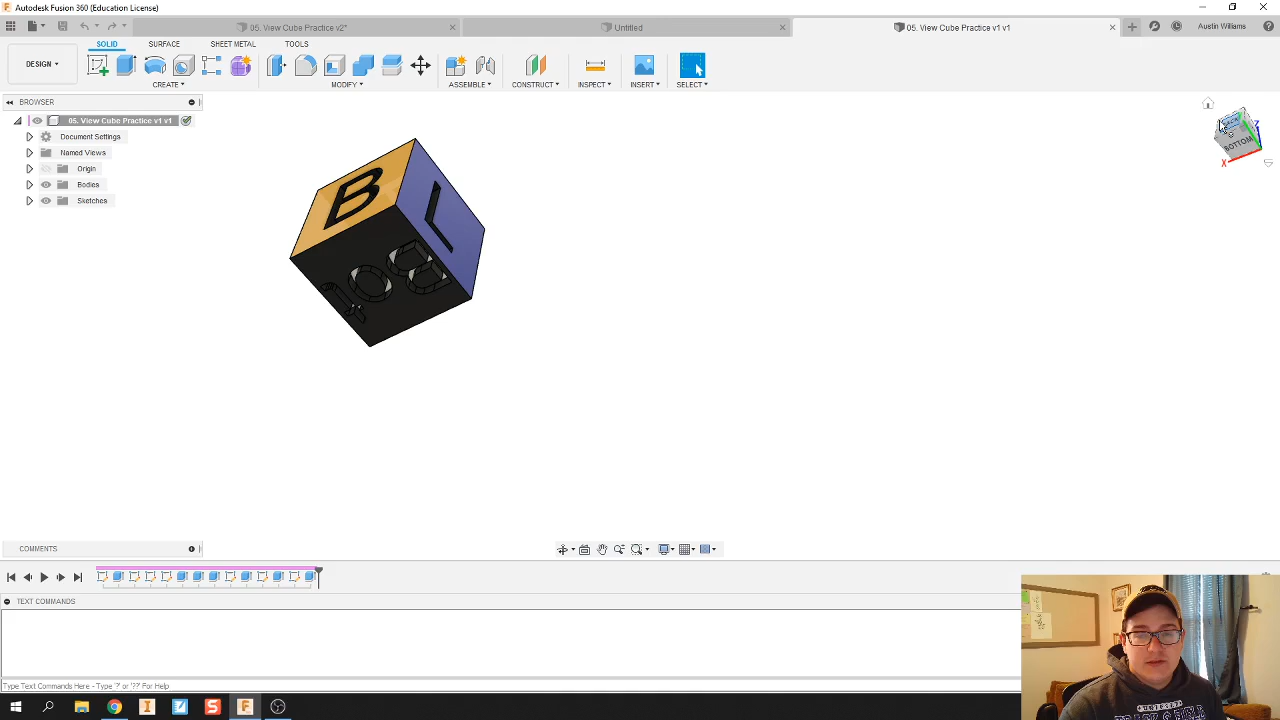 Autodesk Fusion 360 (Education License)
05. View Cube Practice v2*
Untitled
05. View Cube Practice v1 v1
Austin Williams
SOLID SURFACE SHEET METAL TOOLS
DESIGN
CREATE MODIFY ASSEMBLE CONSTRUCT INSPECT INSERT SELECT
BROWSER
05. View Cube Practice v1 v1
Document Settings
Named Views
Origin
Bodies
Sketches
B
L
BOT
BOTTOM
X
Z
COMMENTS
TEXT COMMANDS
Type Text Commands Here - Type '?' or '??' For Help